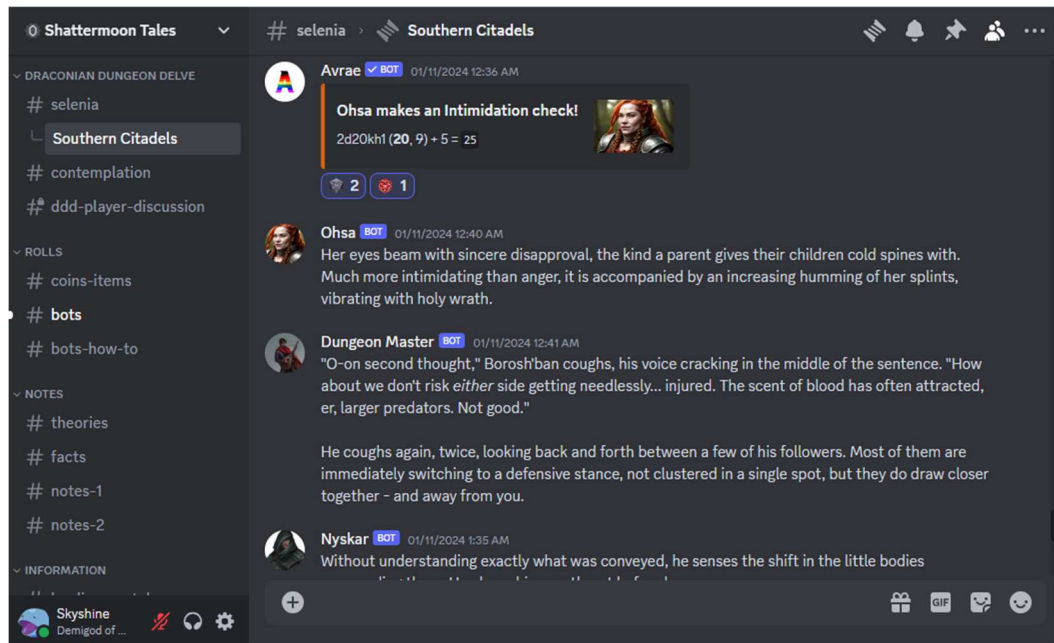 Shattermoon Tales
DRACONIAN DUNGEON DELVE
# selenia
Southern Citadels
# contemplation
# ddd-player-discussion
ROLLS
# coins-items
# bots
# bots-how-to
NOTES
# theories
# facts
# notes-1
# notes-2
INFORMATION
Skyshine
Demigod of ...
# selenia › Southern Citadels
Avrae ✓ BOT 01/11/2024 12:36 AM
Ohsa makes an Intimidation check!
2d20kh1 (20, 9) + 5 = 25
2 1
Ohsa BOT 01/11/2024 12:40 AM
Her eyes beam with sincere disapproval, the kind a parent gives their children cold spines with.
Much more intimidating than anger, it is accompanied by an increasing humming of her splints,
vibrating with holy wrath.
Dungeon Master BOT 01/11/2024 12:41 AM
"O-on second thought," Borosh'ban coughs, his voice cracking in the middle of the sentence. "How
about we don't risk either side getting needlessly... injured. The scent of blood has often attracted,
er, larger predators. Not good."
He coughs again, twice, looking back and forth between a few of his followers. Most of them are
immediately switching to a defensive stance, not clustered in a single spot, but they do draw closer
together - and away from you.
Nyskar BOT 01/11/2024 1:35 AM
Without understanding exactly what was conveyed, he senses the shift in the little bodies
GIF